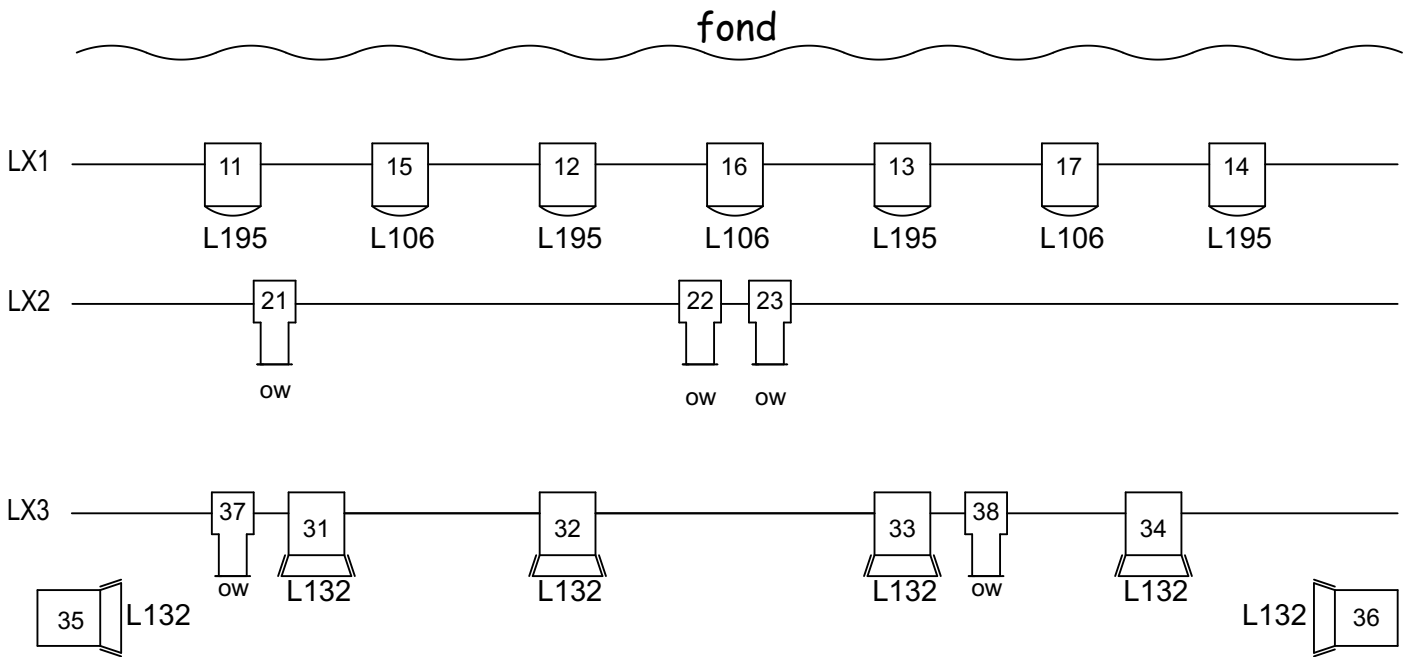 fond
LX1 11 15 12 16 13 17 14
L195 L106 L195 L106 L195 L106 L195
LX2 21 22 23
ow ow ow
LX3 37 31 32 33 38 34
ow L132 L132 L132 ow L132
35 L132 L132 36